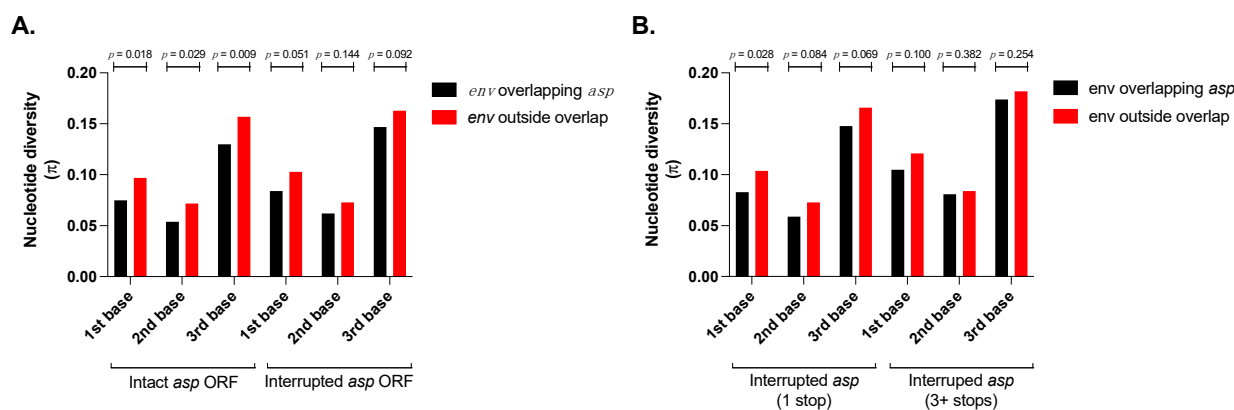 A.
p = 0.018 p = 0.029 p = 0.009 p = 0.051 p = 0.144 p = 0.092
0.20
0.15
0.10
0.05
0.00
Nucleotide diversity
(π)
env overlapping asp
env outside overlap
1st base 2nd base 3rd base 1st base 2nd base 3rd base
Intact asp ORF Interrupted asp ORF
B.
p = 0.028 p = 0.084 p = 0.069 p = 0.100 p = 0.382 p = 0.254
0.20
0.15
0.10
0.05
0.00
Nucleotide diversity
(π)
env overlapping asp
env outside overlap
1st base 2nd base 3rd base 1st base 2nd base 3rd base
Interrupted asp
(1 stop)
Interruped asp
(3+ stops)